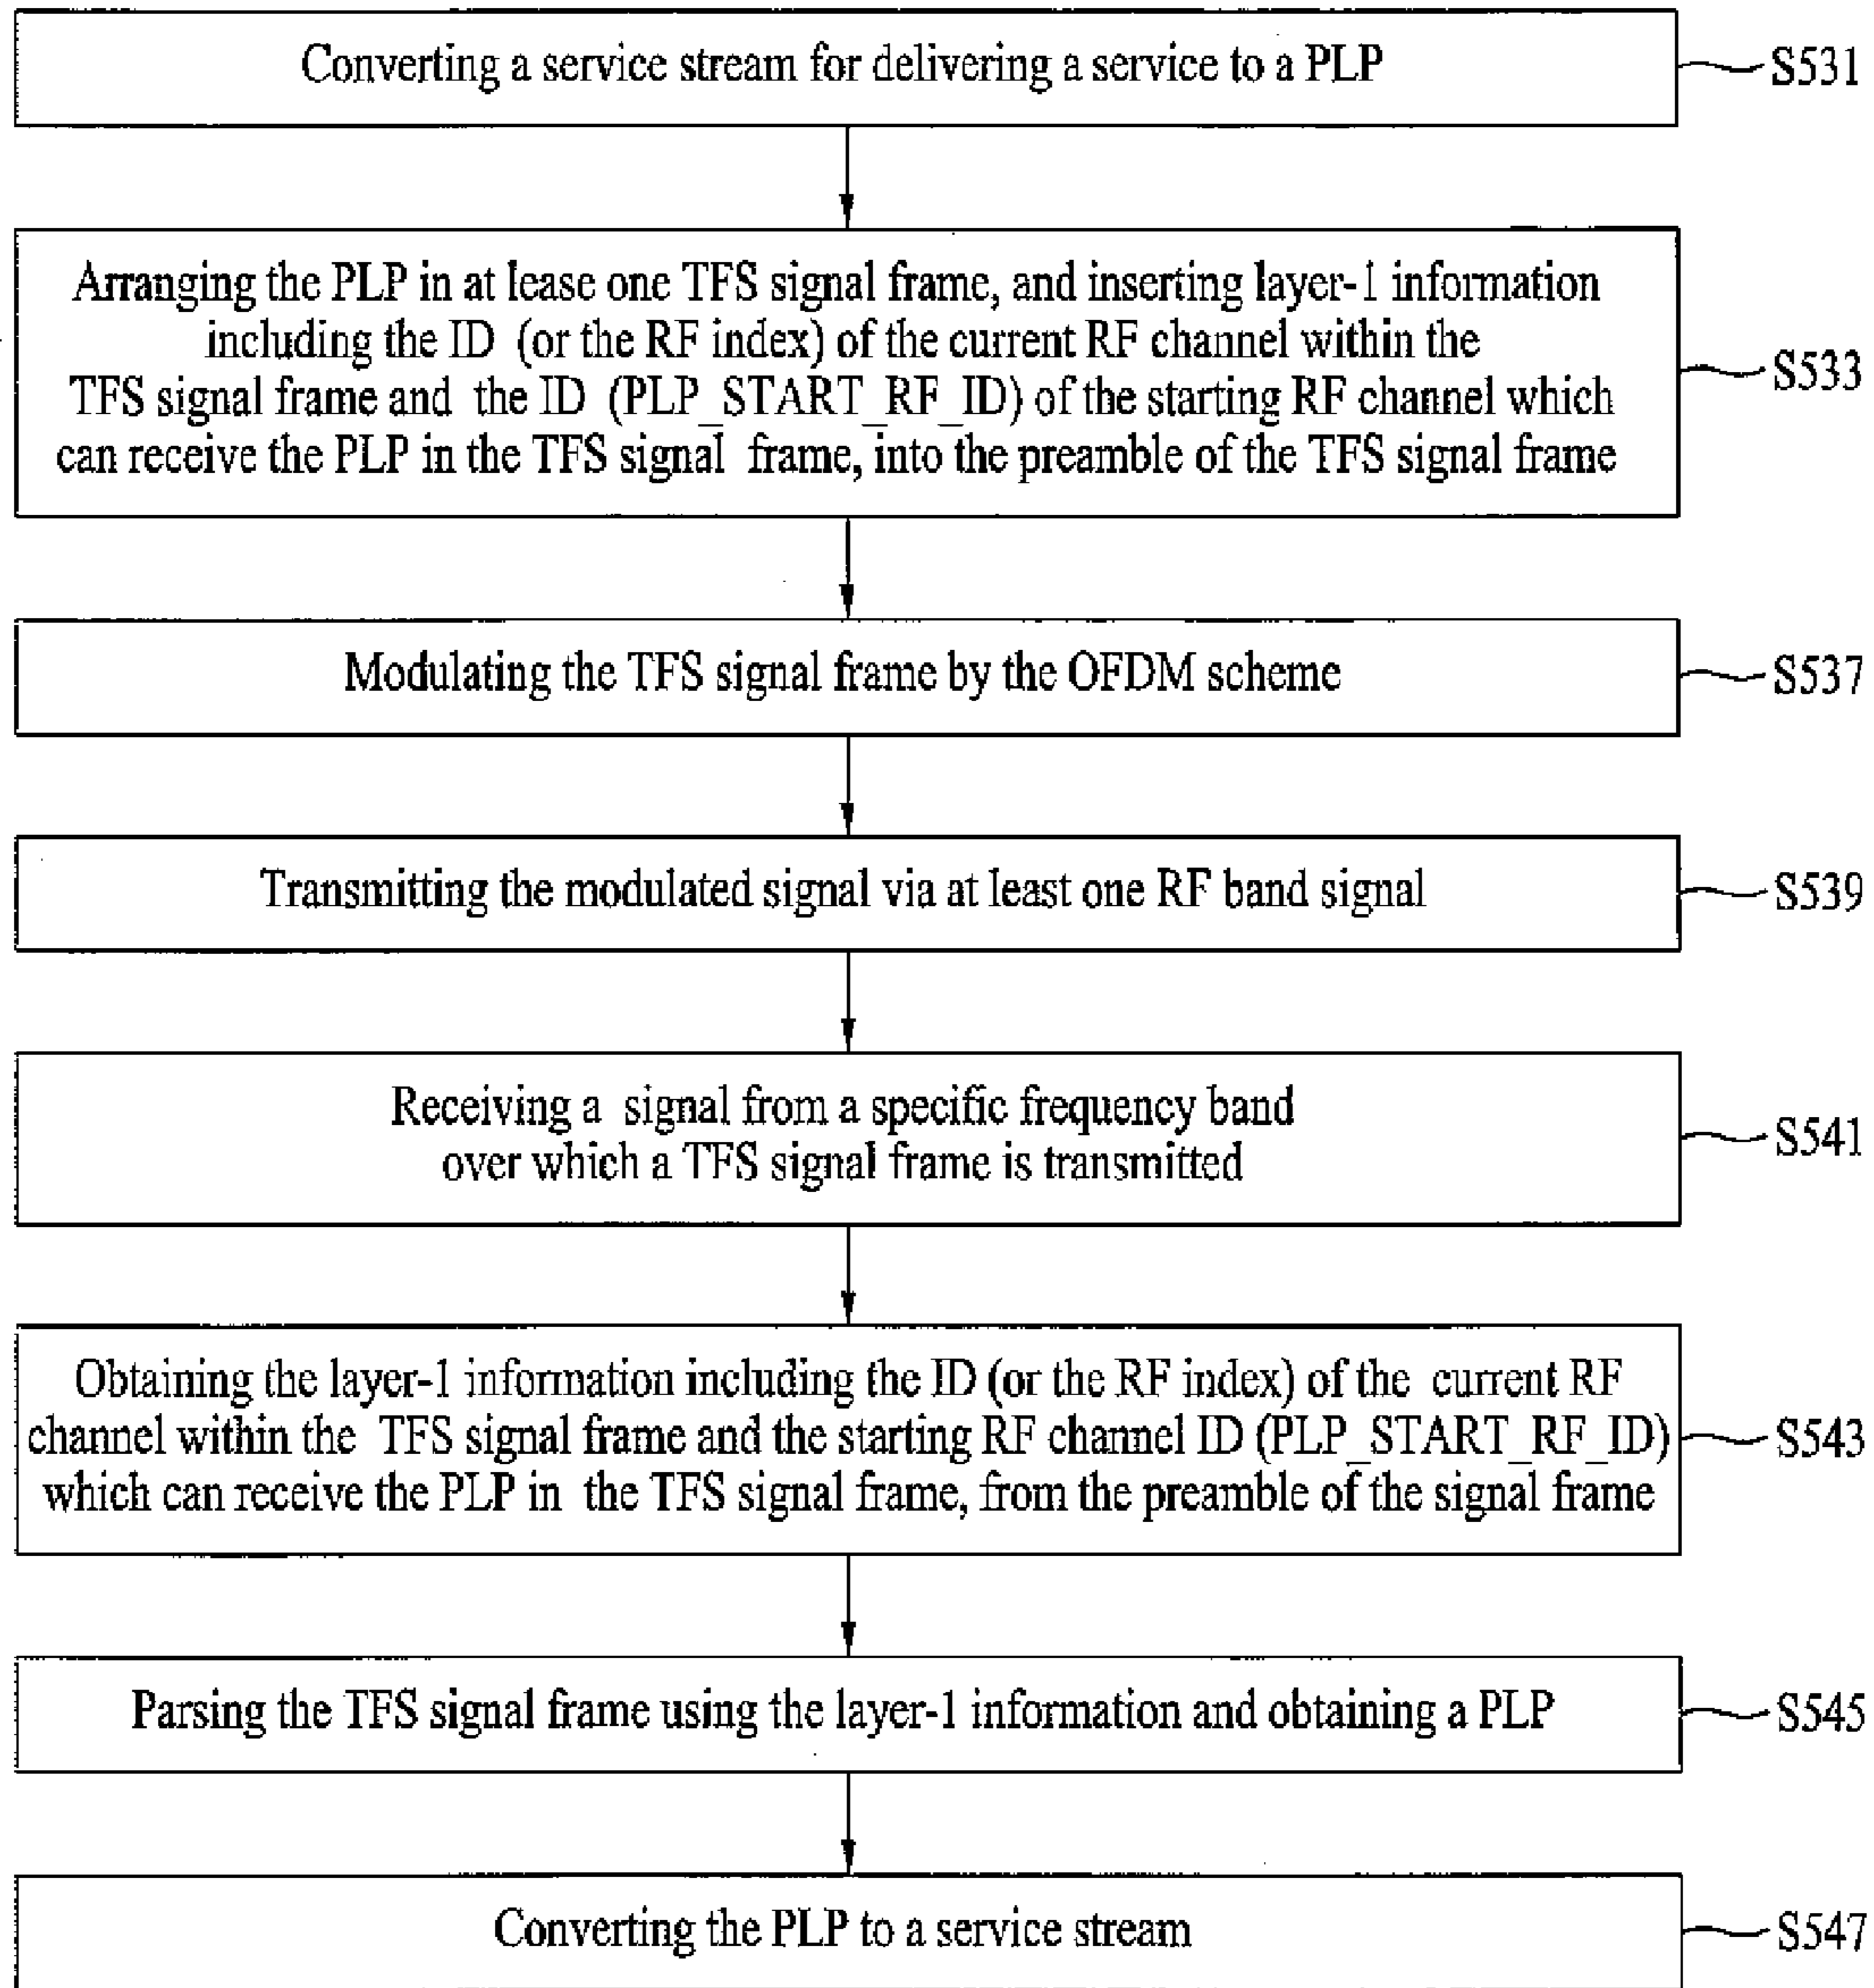 Converting a service stream for delivering a service to a PLP
S531
Arranging the PLP in at lease one TFS signal frame, and inserting layer-1 information
including the ID (or the RF index) of the current RF channel within the
TFS signal frame and the ID (PLP_START_RF_ID) of the starting RF channel which
can receive the PLP in the TFS signal frame, into the preamble of the TFS signal frame
S533
Modulating the TFS signal frame by the OFDM scheme
S537
Transmitting the modulated signal via at least one RF band signal
S539
Receiving a signal from a specific frequency band
over which a TFS signal frame is transmitted
S541
Obtaining the layer-1 information including the ID (or the RF index) of the current RF
channel within the TFS signal frame and the starting RF channel ID (PLP_START_RF_ID)
which can receive the PLP in the TFS signal frame, from the preamble of the signal frame
S543
Parsing the TFS signal frame using the layer-1 information and obtaining a PLP
S545
Converting the PLP to a service stream
S547